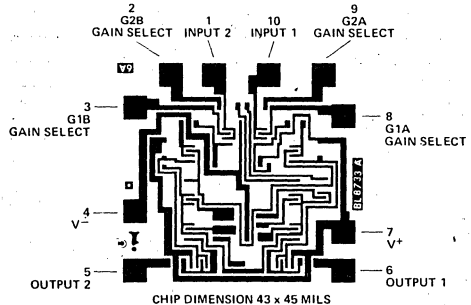 2
G2B
GAIN SELECT
1
INPUT 2
10
INPUT 1
9
G2A
GAIN SELECT
3
G1B
GAIN SELECT
8
G1A
GAIN SELECT
BL8733 A
4
V−
7
V+
5
OUTPUT 2
6
OUTPUT 1
CHIP DIMENSION 43 x 45 MILS